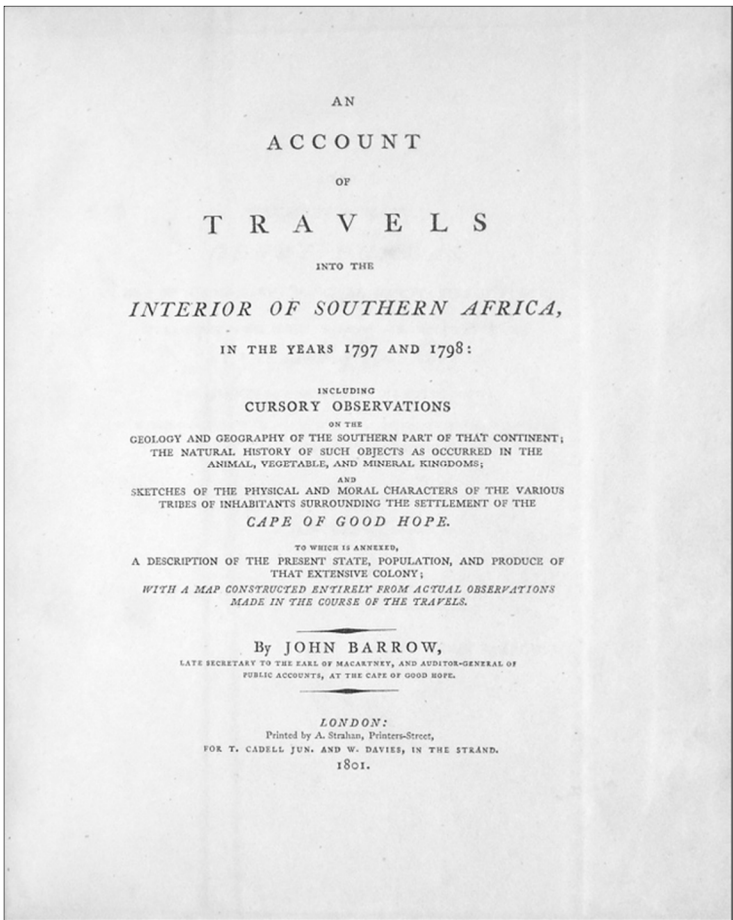 AN
ACCOUNT
OF
TRAVELS
INTO THE
INTERIOR OF SOUTHERN AFRICA,
IN THE YEARS 1797 AND 1798:
INCLUDING
CURSORY OBSERVATIONS
ON THE
GEOLOGY AND GEOGRAPHY OF THE SOUTHERN PART OF THAT CONTINENT;
THE NATURAL HISTORY OF SUCH OBJECTS AS OCCURRED IN THE
ANIMAL, VEGETABLE, AND MINERAL KINGDOMS;
AND
SKETCHES OF THE PHYSICAL AND MORAL CHARACTERS OF THE VARIOUS
TRIBES OF INHABITANTS SURROUNDING THE SETTLEMENT OF THE
CAPE OF GOOD HOPE.
TO WHICH IS ANNEXED,
A DESCRIPTION OF THE PRESENT STATE, POPULATION, AND PRODUCE OF
THAT EXTENSIVE COLONY;
WITH A MAP CONSTRUCTED ENTIRELY FROM ACTUAL OBSERVATIONS
MADE IN THE COURSE OF THE TRAVELS.
By JOHN BARROW,
LATE SECRETARY TO THE EARL OF MACARTNEY, AND AUDITOR-GENERAL OF
PUBLIC ACCOUNTS, AT THE CAPE OF GOOD HOPE.
LONDON:
Printed by A. Strahan, Printers-Street,
FOR T. CADELL JUN. AND W. DAVIES, IN THE STRAND.
1801.